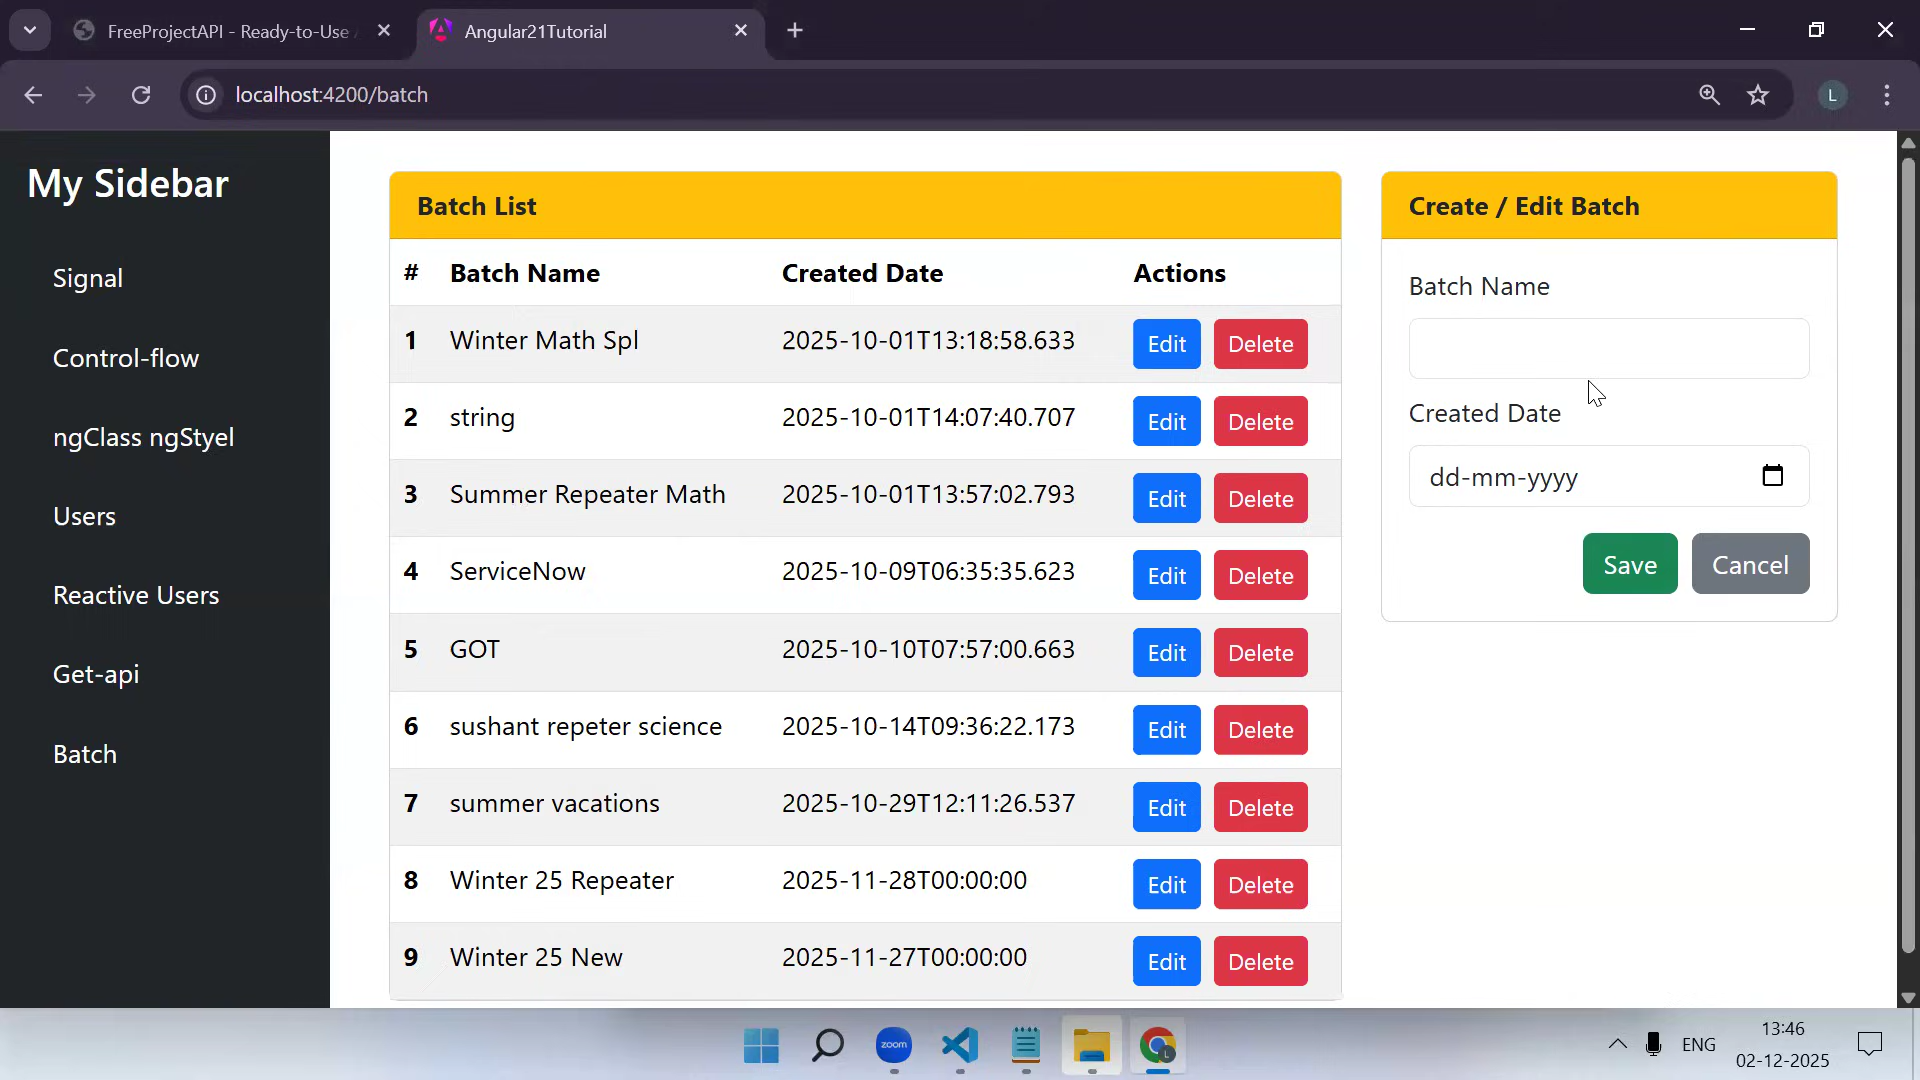 FreeProjectAPI - Ready-to-Use
Angular21Tutorial
localhost:4200/batch
L
My Sidebar
Signal
Control-flow
ngClass ngStyel
Users
Reactive Users
Get-api
Batch
Batch List
# Batch Name Created Date Actions
1 Winter Math Spl 2025-10-01T13:18:58.633 Edit Delete
2 string 2025-10-01T14:07:40.707 Edit Delete
3 Summer Repeater Math 2025-10-01T13:57:02.793 Edit Delete
4 ServiceNow 2025-10-09T06:35:35.623 Edit Delete
5 GOT 2025-10-10T07:57:00.663 Edit Delete
6 sushant repeter science 2025-10-14T09:36:22.173 Edit Delete
7 summer vacations 2025-10-29T12:11:26.537 Edit Delete
8 Winter 25 Repeater 2025-11-28T00:00:00 Edit Delete
9 Winter 25 New 2025-11-27T00:00:00 Edit Delete
Create / Edit Batch
Batch Name
Created Date
dd-mm-yyyy
Save Cancel
zoom
L
ENG
13:46
02-12-2025